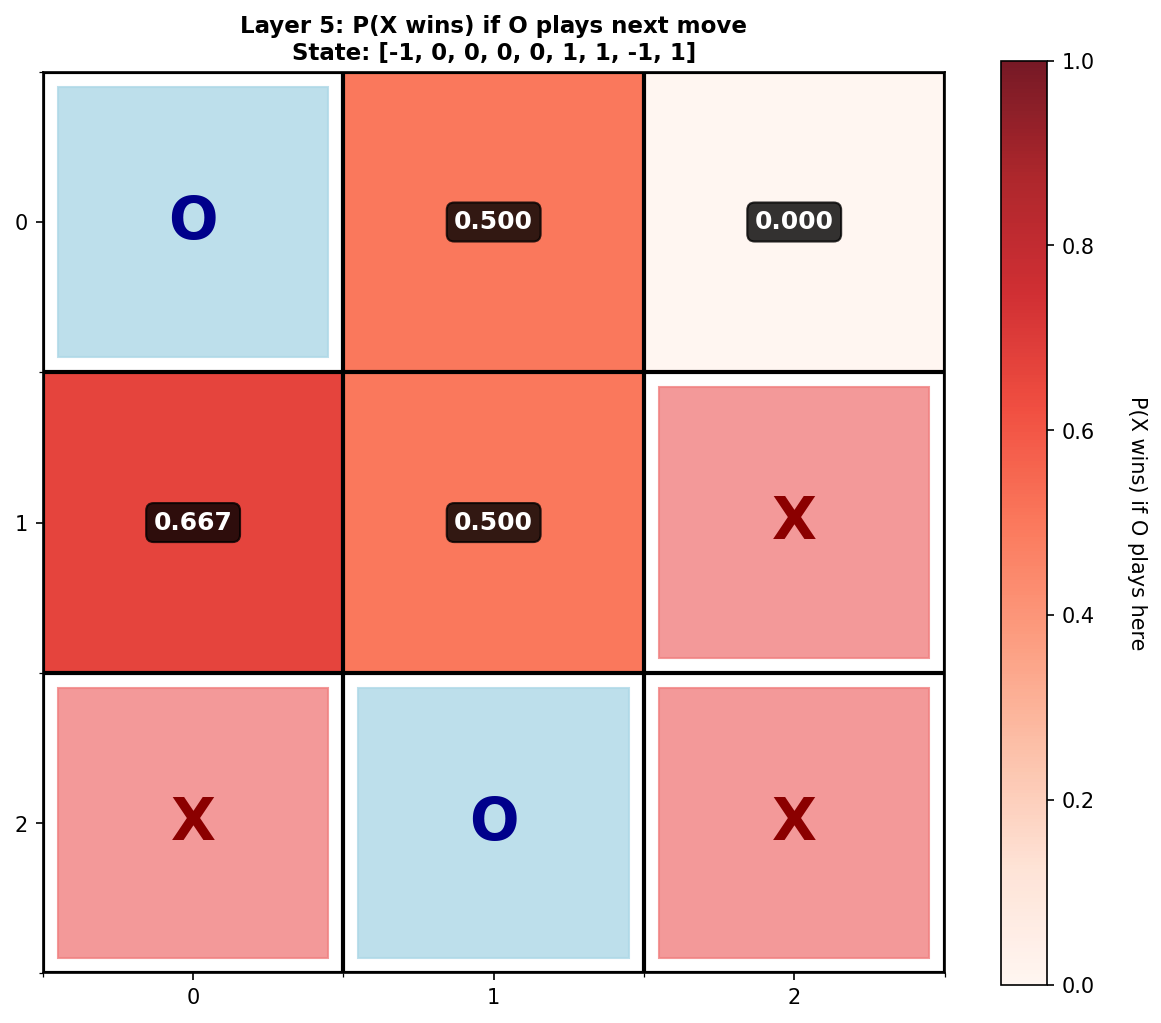 Layer 5: P(X wins) if O plays next move
State: [-1, 0, 0, 0, 0, 1, 1, -1, 1]
0
O
0.500
0.000
1
0.667
0.500
X
2
X
O
X
0
1
2
1.0
0.8
0.6
0.4
0.2
0.0
P(X wins) if O plays here